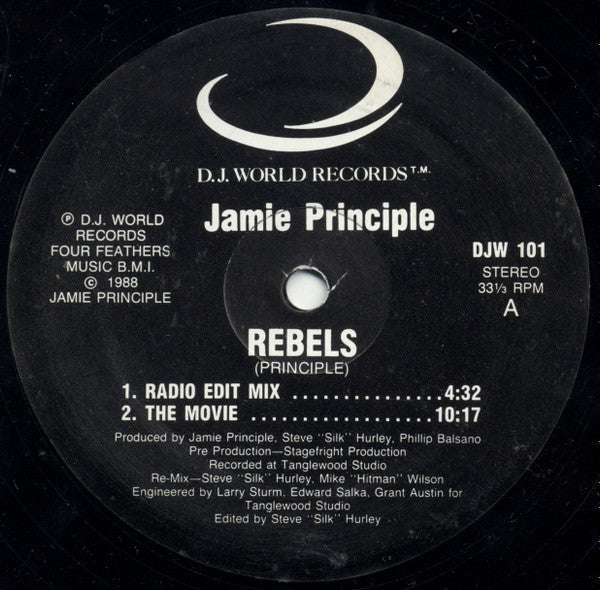 D.J. WORLD RECORDS T.M.
Jamie Principle
Ⓟ D.J. WORLD
RECORDS
FOUR FEATHERS
MUSIC B.M.I.
© 1988
JAMIE PRINCIPLE
DJW 101
STEREO
33⅓ RPM
A
REBELS
(PRINCIPLE)
1. RADIO EDIT MIX ................4:32
2. THE MOVIE ....................10:17
Produced by Jamie Principle, Steve "Silk" Hurley, Phillip Balsano
Pre Production—Stagefright Production
Recorded at Tanglewood Studio
Re-Mix—Steve "Silk" Hurley, Mike "Hitman" Wilson
Engineered by Larry Sturm, Edward Salka, Grant Austin for
Tanglewood Studio
Edited by Steve "Silk" Hurley